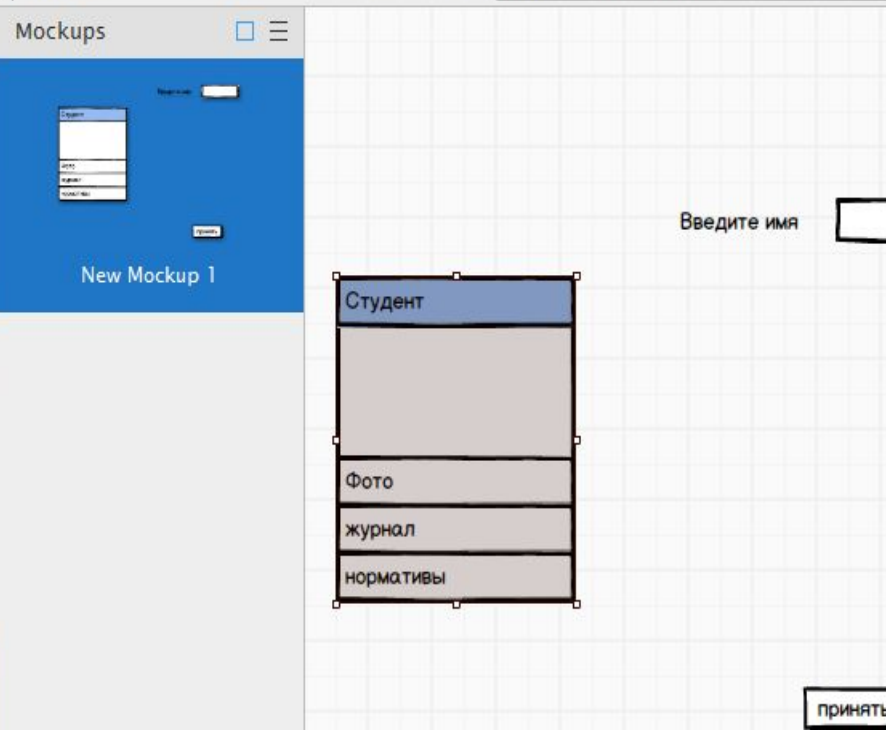 Mockups
New Mockup 1
Введите имя
Студент
Фото
журнал
нормативы
принять